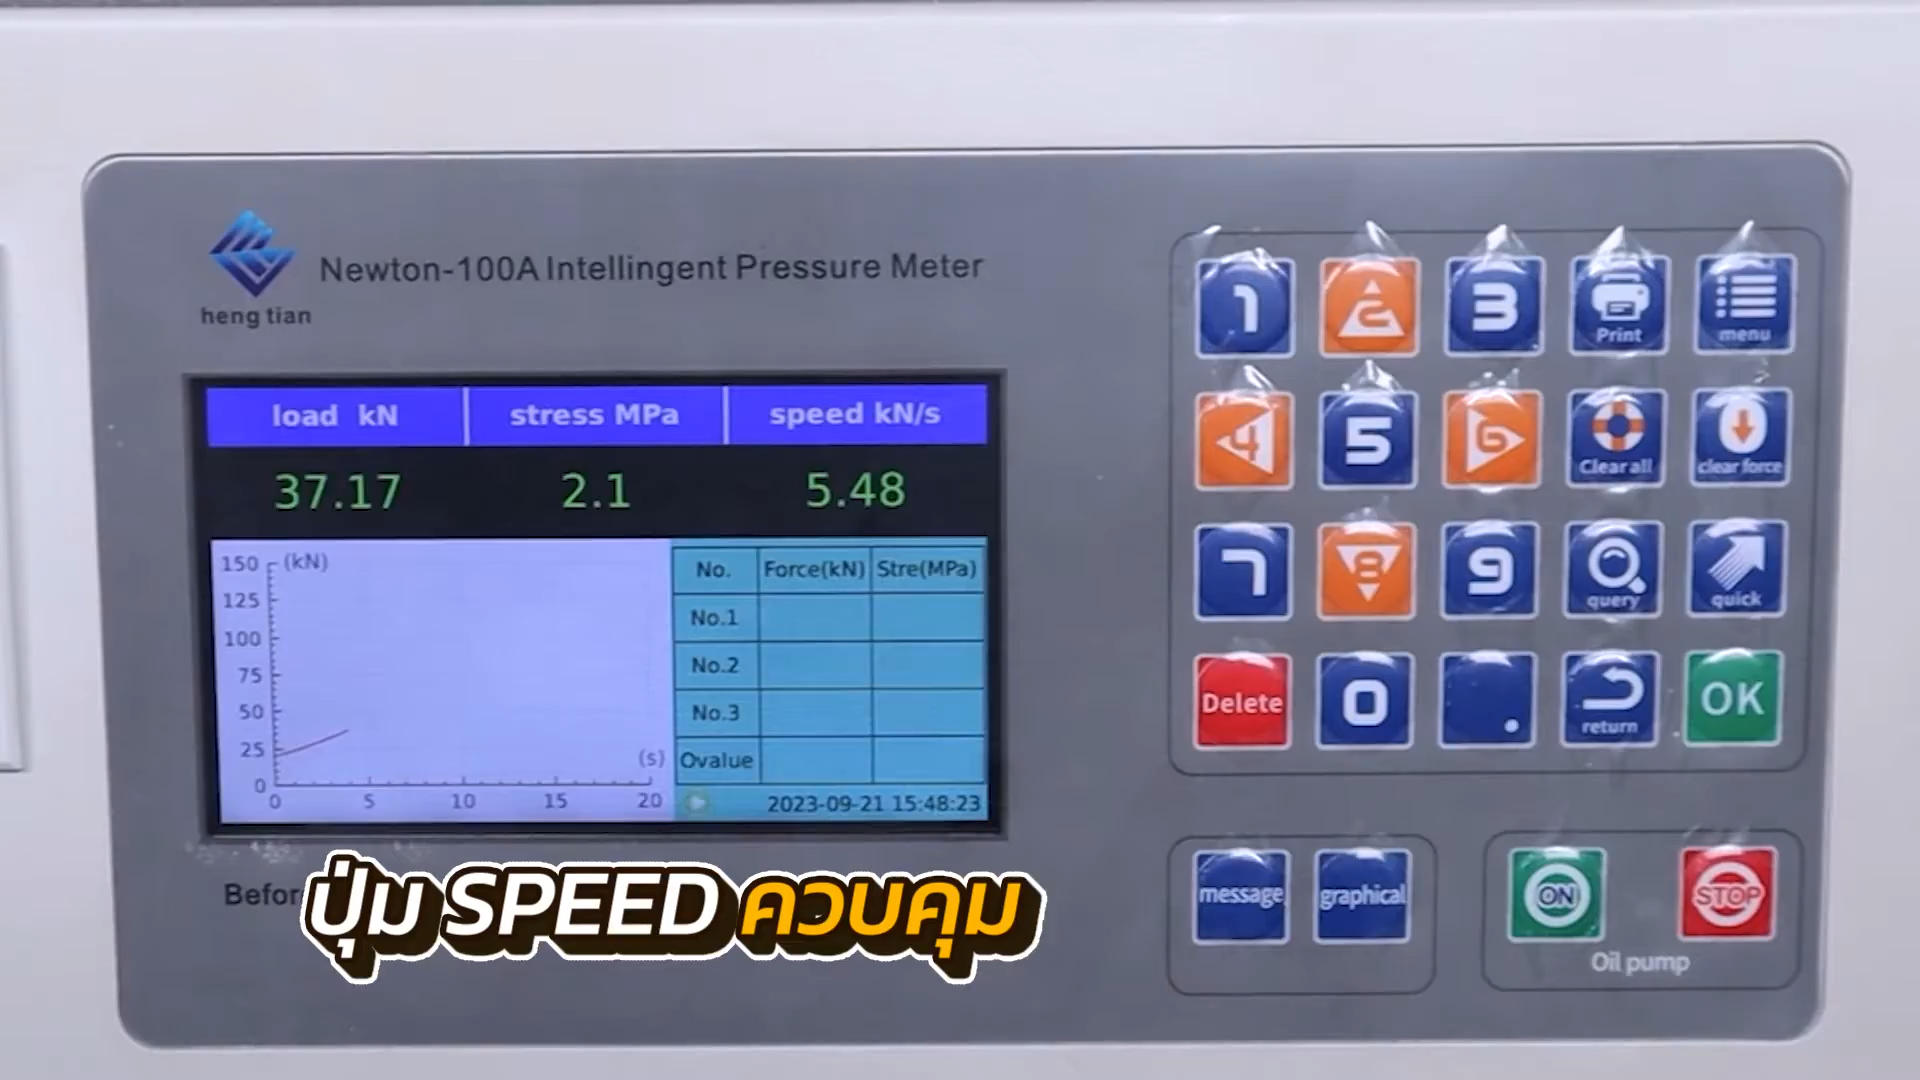 heng tian
Newton-100A Intellingent Pressure Meter
load kN stress MPa speed kN/s
37.17 2.1 5.48
150 (kN)
125
100
75
50
25
0
0 5 10 15 20
(s)
No. Force(kN) Stre(MPa)
No.1
No.2
No.3
Ovalue
2023-09-21 15:48:23
1 2 3 Print menu
4 5 6 Clear all clear force
7 8 9 query quick
Delete 0 . return OK
message graphical ON STOP
Oil pump
ปุ่ม SPEED ควบคุม